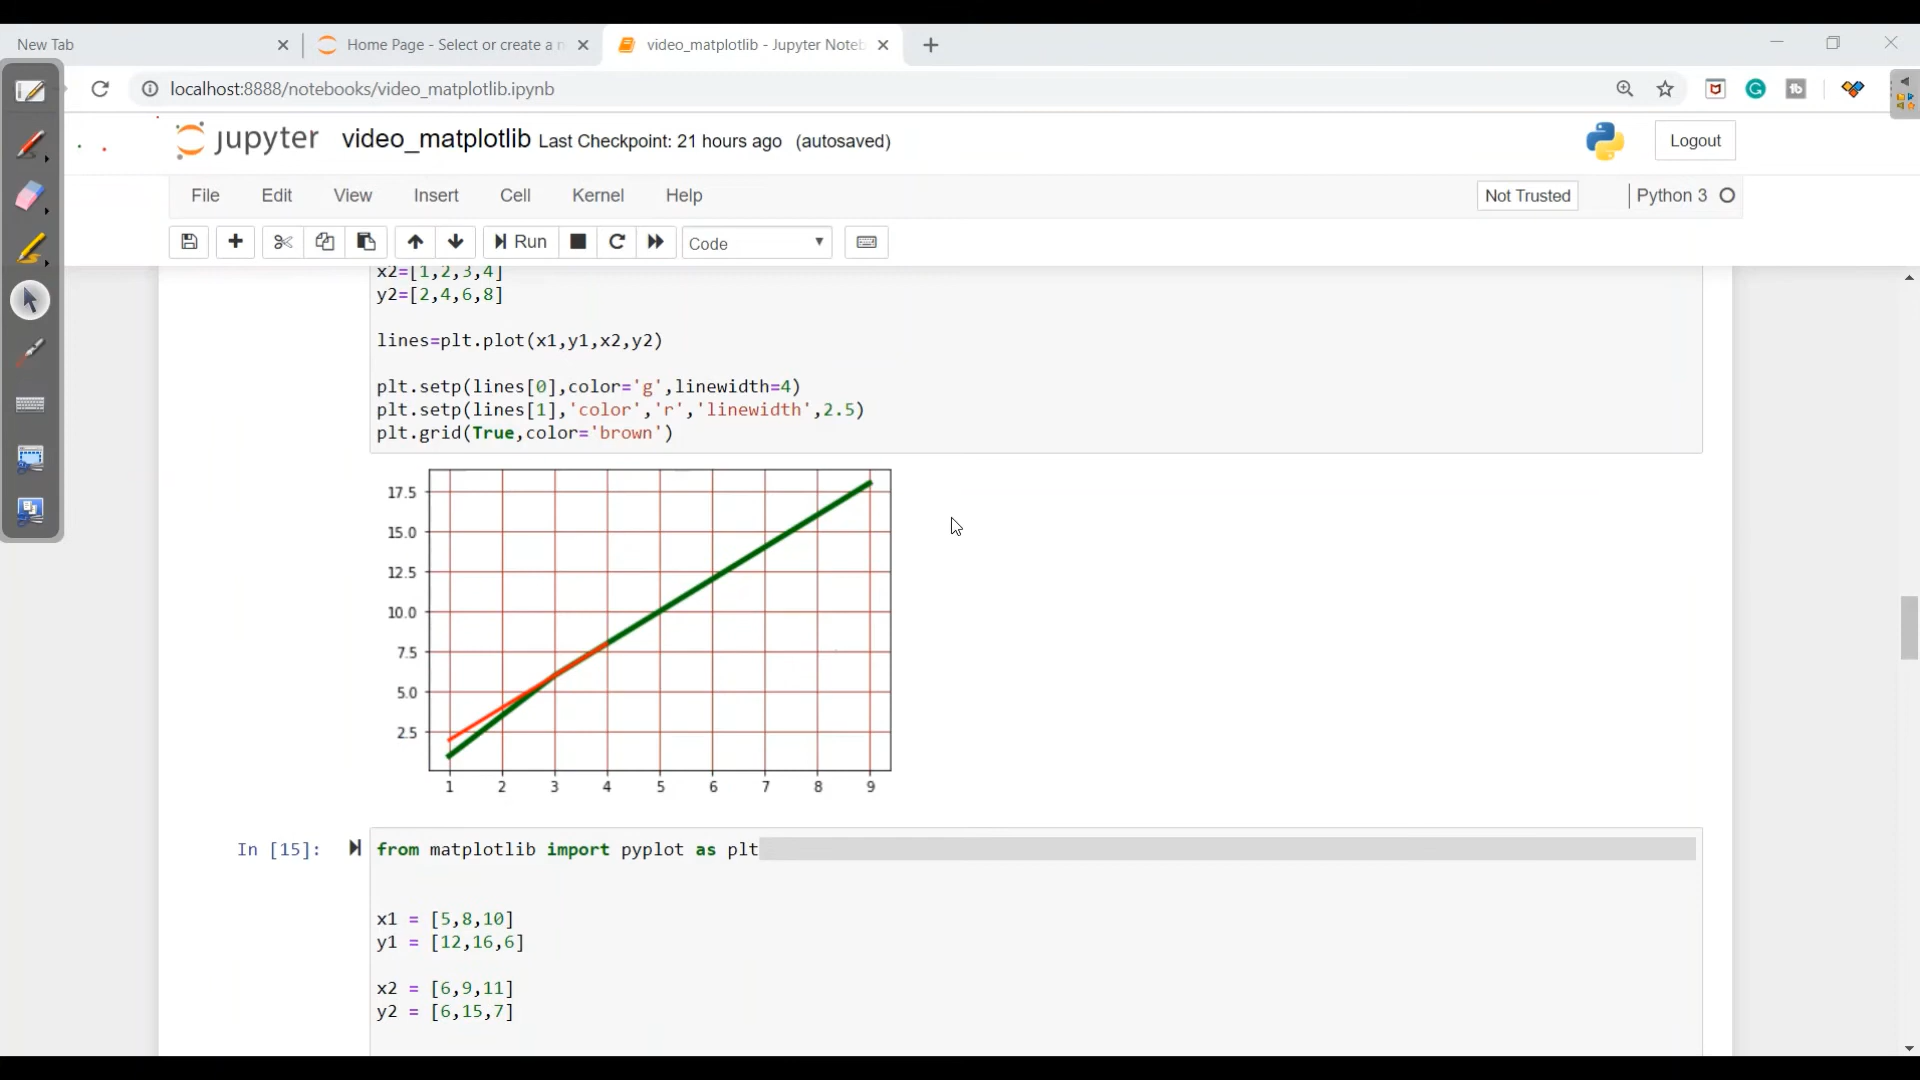 New Tab
Home Page - Select or create a n
video_matplotlib - Jupyter Noteb
localhost:8888/notebooks/video_matplotlib.ipynb
jupyter video_matplotlib Last Checkpoint: 21 hours ago (autosaved)
Logout
File Edit View Insert Cell Kernel Help
Not Trusted
Python 3
Run
Code
x2=[1,2,3,4]
y2=[2,4,6,8]
lines=plt.plot(x1,y1,x2,y2)
plt.setp(lines[0],color='g',linewidth=4)
plt.setp(lines[1],'color','r','linewidth',2.5)
plt.grid(True,color='brown')
17.5
15.0
12.5
10.0
7.5
5.0
2.5
1 2 3 4 5 6 7 8 9
In [15]:
from matplotlib import pyplot as plt
x1 = [5,8,10]
y1 = [12,16,6]
x2 = [6,9,11]
y2 = [6,15,7]